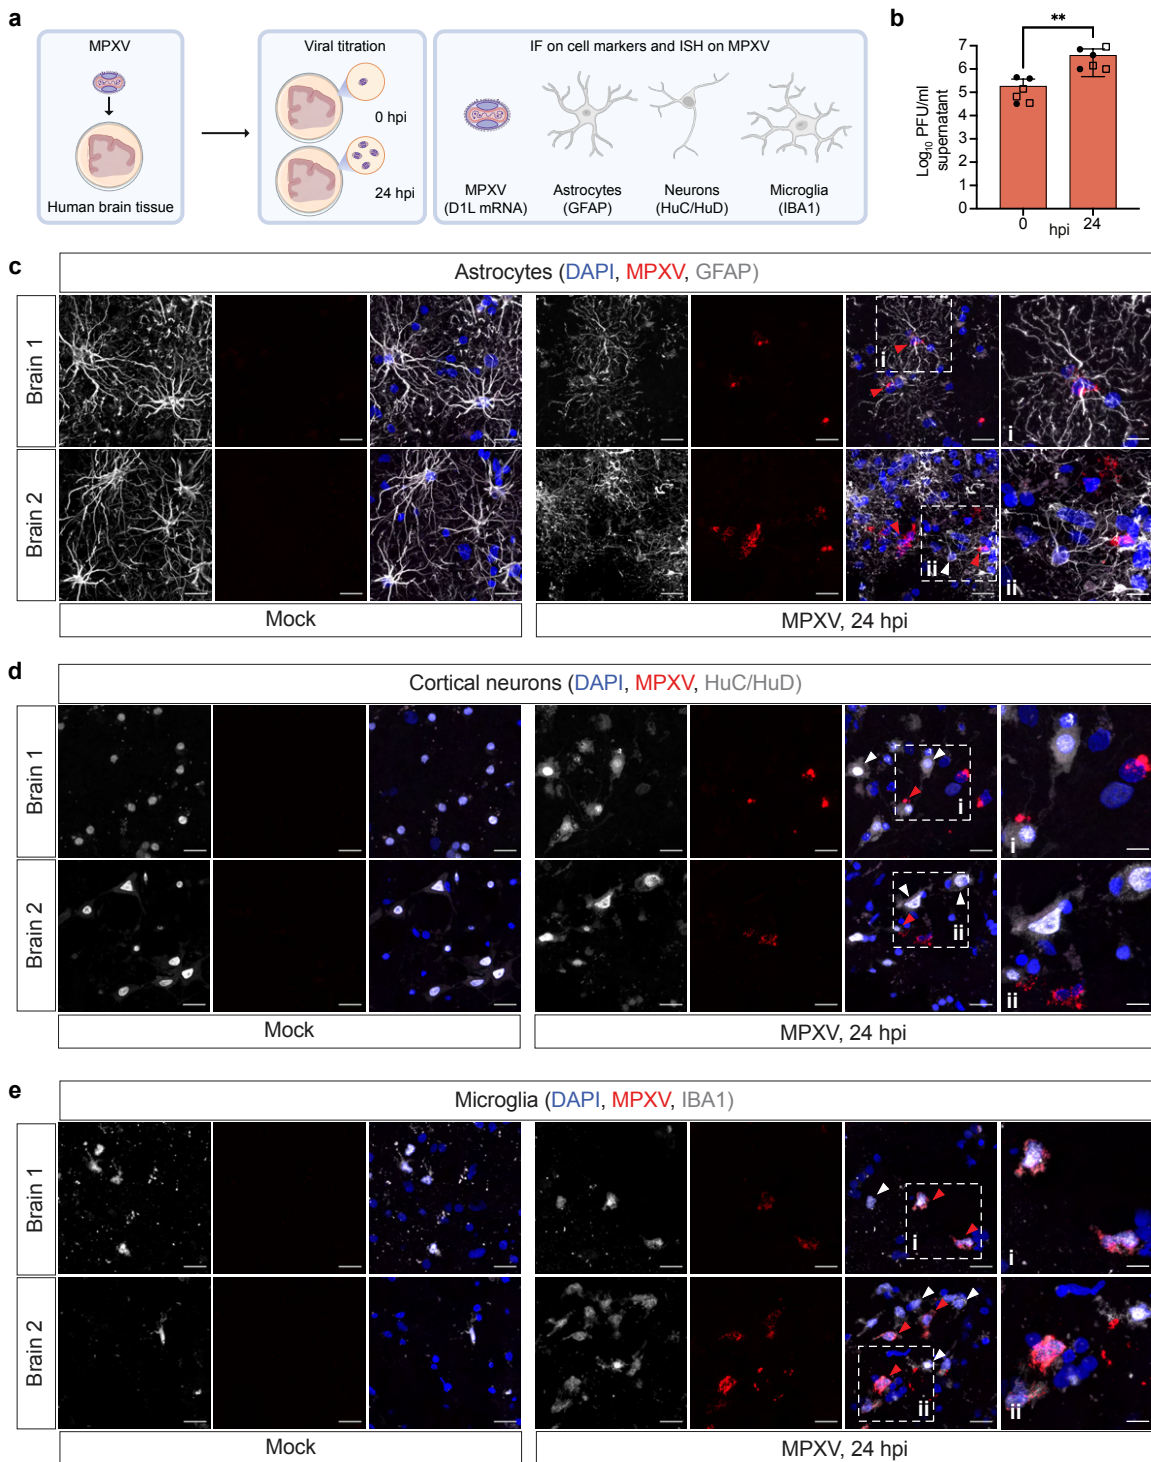 a
MPXV
Human brain tissue
Viral titration
0 hpi
24 hpi
IF on cell markers and ISH on MPXV
MPXV
(D1L mRNA)
Astrocytes
(GFAP)
Neurons
(HuC/HuD)
Microglia
(IBA1)
b
**
Log₁₀ PFU/ml
supernatant
7
6
5
4
3
2
1
0
0
24
hpi
c
Astrocytes (DAPI, MPXV, GFAP)
Brain 1
i
i
Brain 2
ii
ii
Mock
MPXV, 24 hpi
d
Cortical neurons (DAPI, MPXV, HuC/HuD)
Brain 1
i
i
Brain 2
ii
ii
Mock
MPXV, 24 hpi
e
Microglia (DAPI, MPXV, IBA1)
Brain 1
i
i
Brain 2
ii
ii
Mock
MPXV, 24 hpi